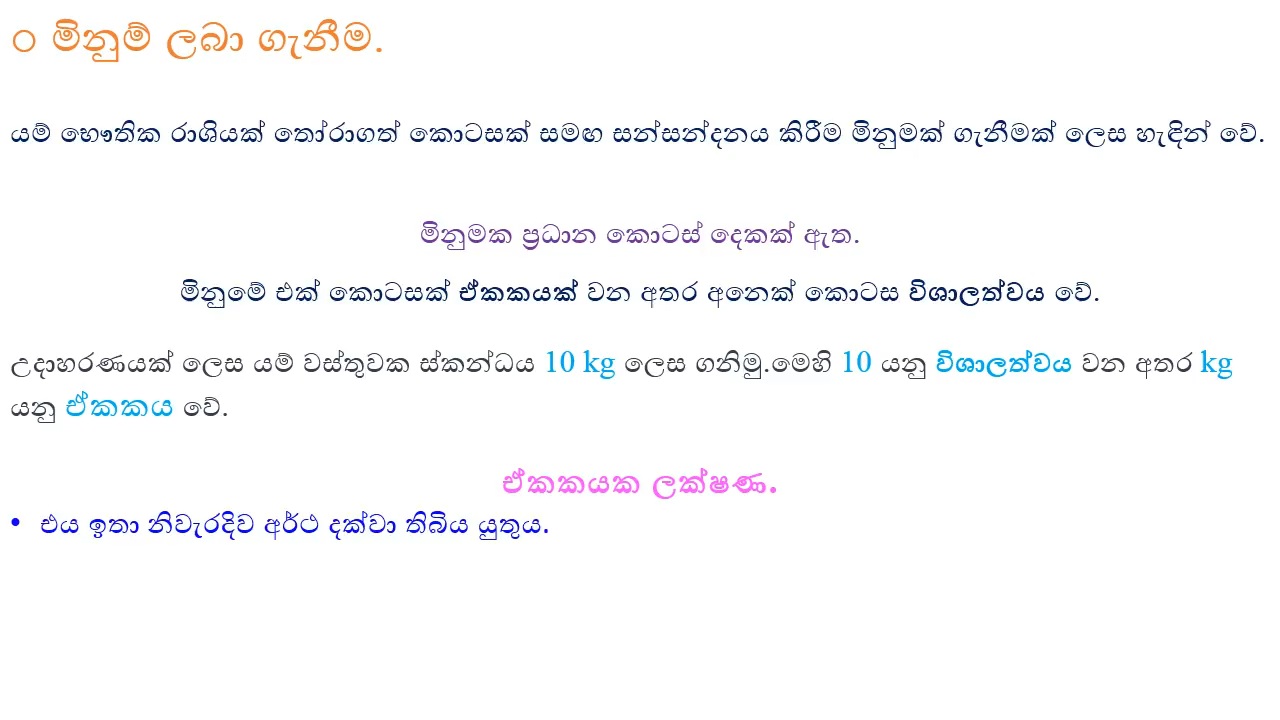 ○ මිනුම් ලබා ගැනීම.
යම් භෞතික රාශියක් තෝරාගත් කොටසක් සමඟ සන්සන්දනය කිරීම මිනුමක් ගැනීමක් ලෙස හැඳින් වේ.
මිනුමක ප්‍රධාන කොටස් දෙකක් ඇත.
මිනුමේ එක් කොටසක් ඒකකයක් වන අතර අනෙක් කොටස විශාලත්වය වේ.
උදාහරණයක් ලෙස යම් වස්තුවක ස්කන්ධය 10 kg ලෙස ගනිමු.මෙහි 10 යනු විශාලත්වය වන අතර kg
යනු ඒකකය වේ.
ඒකකයක ලක්ෂණ.
• එය ඉතා නිවැරදිව අර්ථ දක්වා තිබිය යුතුය.